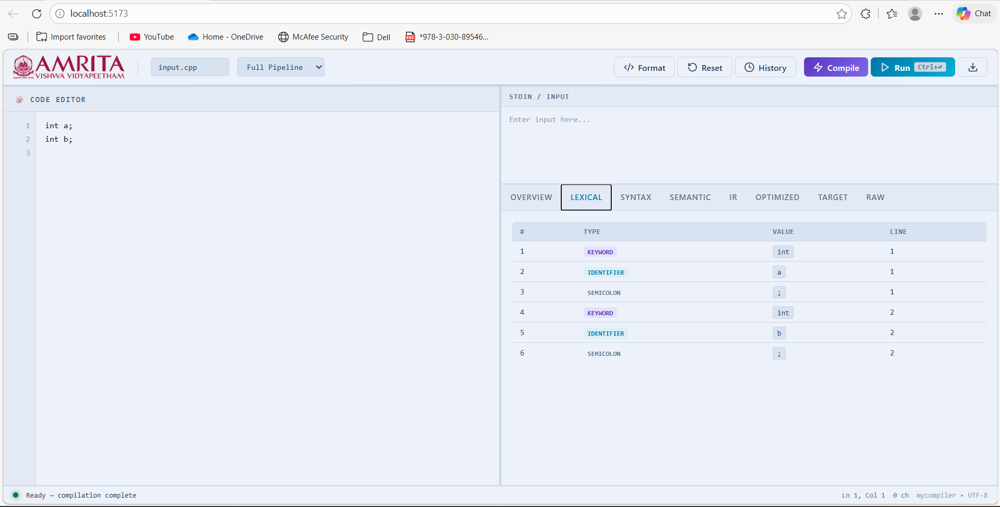 localhost:5173
Chat
Import favorites
YouTube
Home - OneDrive
McAfee Security
Dell
PDF
*978-3-030-89546...
AMRITA
VISHWA VIDYAPEETHAM
input.cpp
Full Pipeline
</> Format
Reset
History
Compile
Run Ctrl+↵
CODE EDITOR
1 int a;
2 int b;
3
STDIN / INPUT
Enter input here...
OVERVIEW LEXICAL SYNTAX SEMANTIC IR OPTIMIZED TARGET RAW
# TYPE VALUE LINE
1 KEYWORD int 1
2 IDENTIFIER a 1
3 SEMICOLON ; 1
4 KEYWORD int 2
5 IDENTIFIER b 2
6 SEMICOLON ; 2
Ready — compilation complete
Ln 1, Col 1 0 ch mycompiler • UTF-8